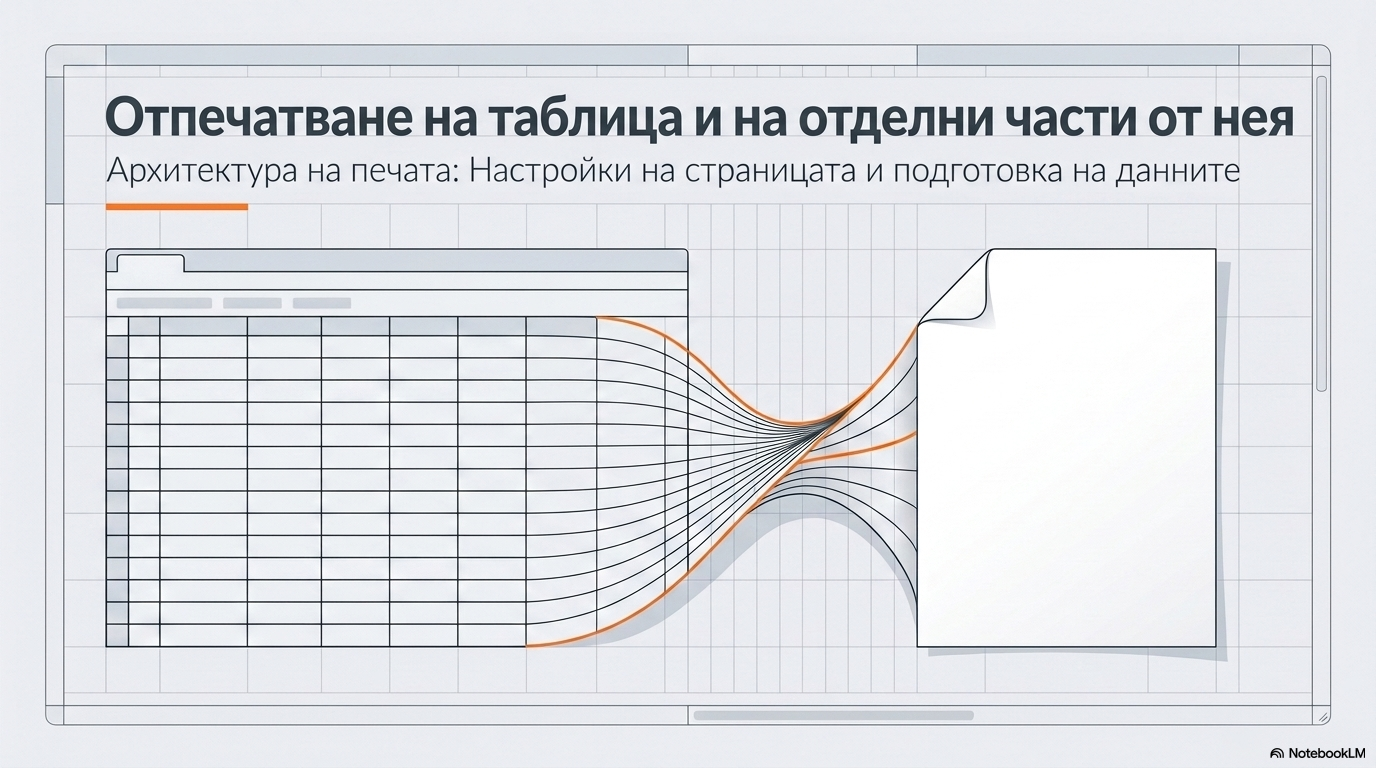 Отпечатване на таблица и на отделни части от нея
Архитектура на печата: Настройки на страницата и подготовка на данните
NotebookLM